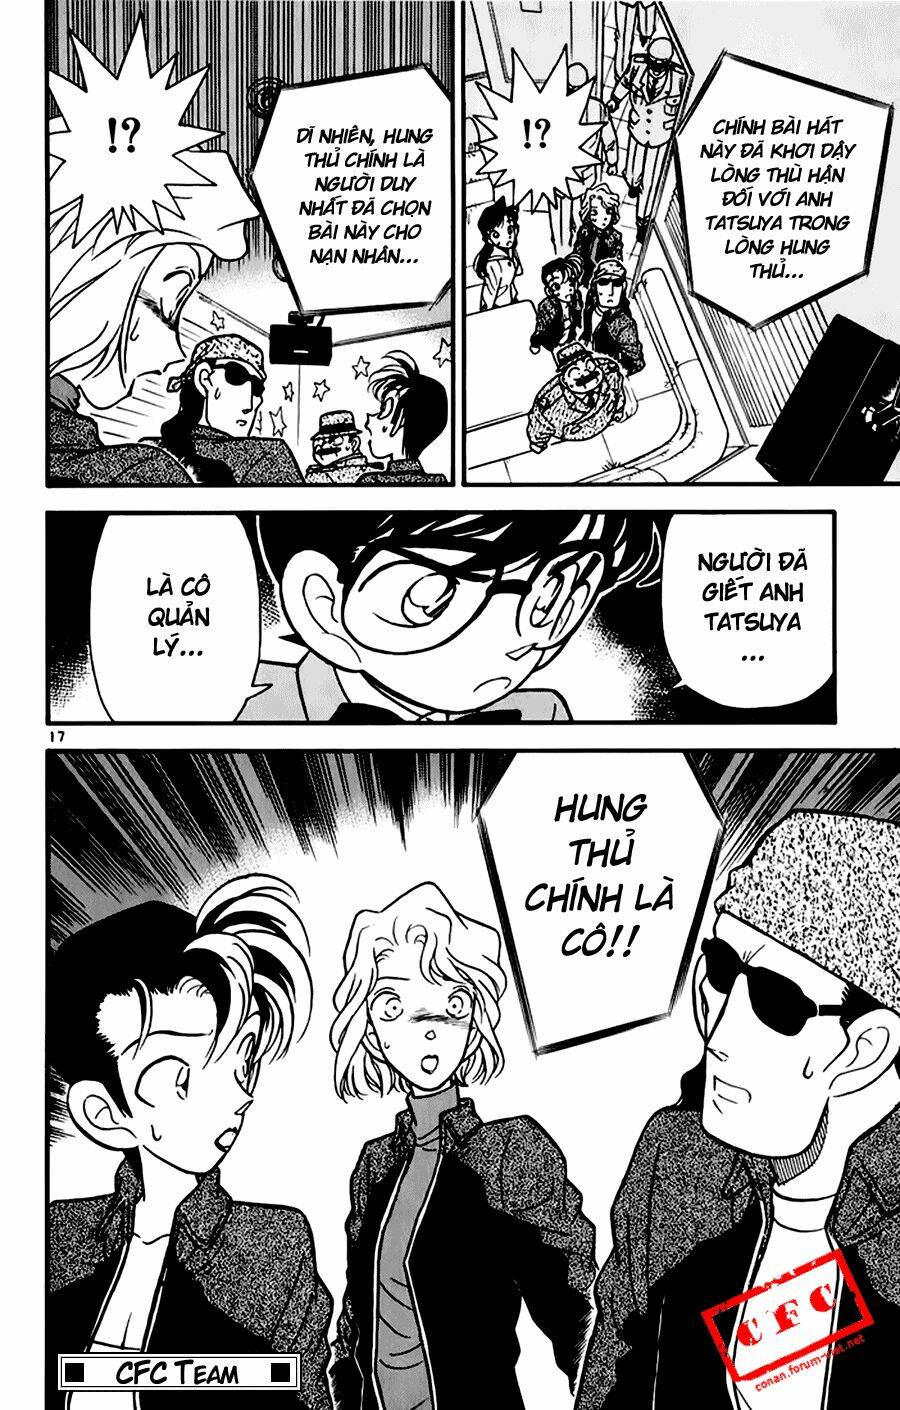 CHÍNH BÀI HÁT
NÀY ĐÃ KHƠI DẬY
LÒNG THÙ HẬN
ĐỐI VỚI ANH
TATSUYA TRONG
LÒNG HUNG
THỦ...
!?
DĨ NHIÊN, HUNG
THỦ CHÍNH LÀ
NGƯỜI DUY
NHẤT ĐÃ CHỌN
BÀI NÀY CHO
NẠN NHÂN...
!?
NGƯỜI ĐÃ
GIẾT ANH
TATSUYA
...
LÀ CÔ
QUẢN
LÝ...
17
HUNG
THỦ
CHÍNH LÀ
CÔ!!
CFC
conan.forum-viet.net
CFC TEAM